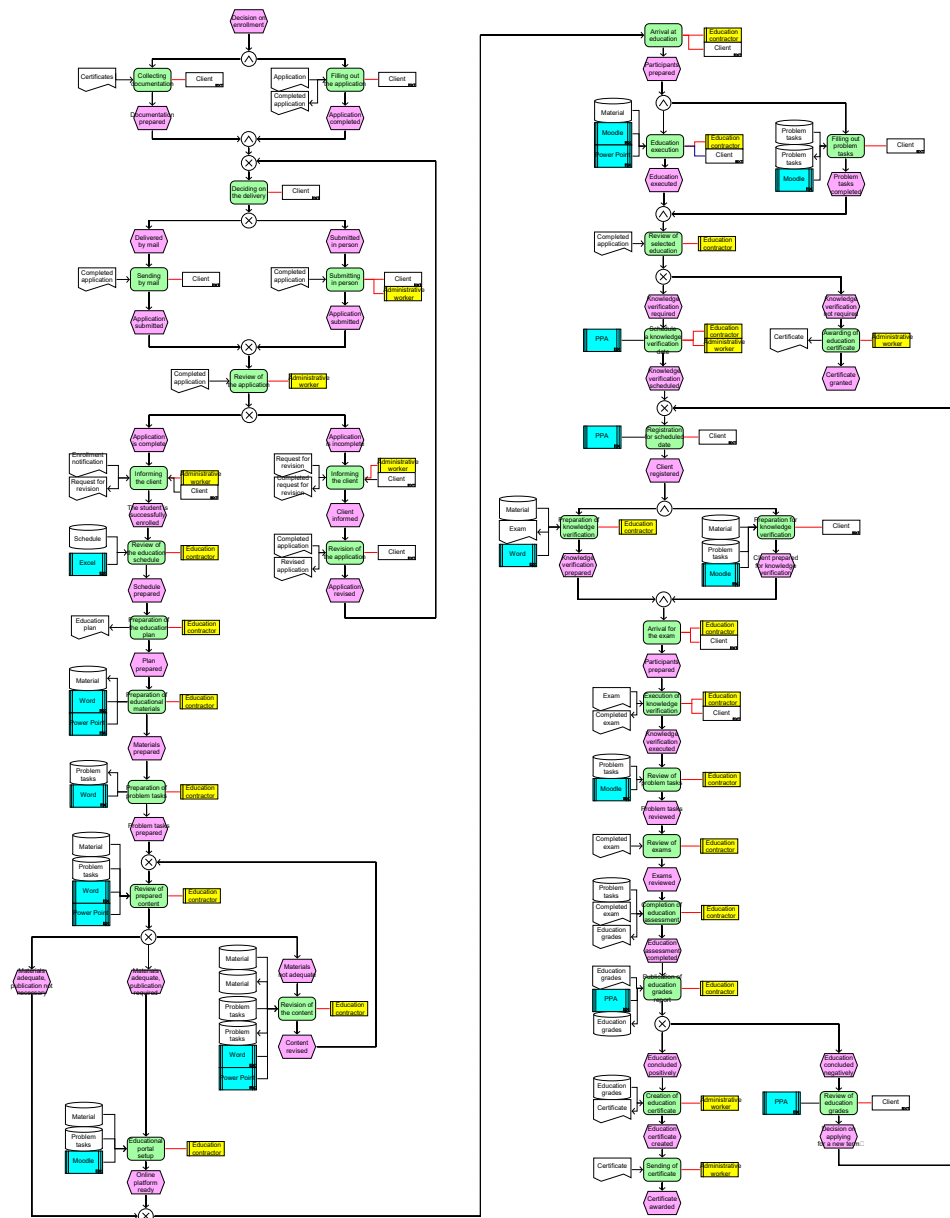 Decision on
enrollment
Certificates
Collecting
documentation
Client
Application
Completed
application
Filling out
the application
Client
Documentation
prepared
Application
completed
Deciding on
the delivery
Client
Delivered
by mail
Submitted
in person
Completed
application
Sending
by mail
Client
Completed
application
Submitting
in person
Client
Administrative
worker
Application
submitted
Application
submitted
Completed
application
Review of
the application
Administrative
worker
Application
is complete
Application
is incomplete
Enrollment
notification
Request for
revision
Informing
the client
Administrative
worker
Client
Request for
revision
Completed
request for
revision
Informing
the client
Administrative
worker
Client
The student is
successfully
enrolled
Client
informed
Schedule
Excel
Review of
the education
schedule
Education
contractor
Completed
application
Revised
application
Revision of
the application
Client
Schedule
prepared
Application
revised
Education
plan
Preparation of
the education
plan
Education
contractor
Plan
prepared
Material
Word
Power Point
Preparation of
educational
materials
Education
contractor
Materials
prepared
Problem
tasks
Word
Preparation of
problem tasks
Education
contractor
Problem tasks
prepared
Material
Problem
tasks
Word
Power Point
Review of
prepared
content
Education
contractor
Materials
adequate,
publication not
necessary
Materials
adequate,
publication
required
Materials
not adequate
Material
Material
Problem
tasks
Problem
tasks
Word
Power Point
Revision of
the content
Education
contractor
Content
revised
Material
Problem
tasks
Moodle
Educational
portal
setup
Education
contractor
Online
platform
ready
Arrival at
education
Education
contractor
Client
Participants
prepared
Material
Moodle
Power Point
Education
execution
Education
contractor
Client
Problem
tasks
Problem
tasks
Moodle
Filling out
problem
tasks
Client
Education
executed
Problem
tasks
completed
Completed
application
Review of
selected
education
Education
contractor
Knowledge
verification
required
Knowledge
verification
not required
PPA
Schedule
a knowledge
verification
date
Education
contractor
Administrative
worker
Certificate
Awarding of
education
certificate
Administrative
worker
Knowledge
verification
scheduled
Certificate
granted
PPA
Registration
for scheduled
date
Client
Client
registered
Material
Exam
Word
Preparation of
knowledge
verification
Education
contractor
Material
Problem
tasks
Moodle
Preparation for
knowledge
verification
Client
Knowledge
verification
prepared
Client prepared
for knowledge
verification
Arrival for
the exam
Education
contractor
Client
Participants
prepared
Exam
Completed
exam
Execution of
knowledge
verification
Education
contractor
Client
Knowledge
verification
executed
Problem
tasks
Moodle
Review of
problem tasks
Education
contractor
Problem tasks
reviewed
Completed
exam
Review of
exams
Education
contractor
Exams
reviewed
Problem
tasks
Completed
exam
Education
grades
Completion of
education
assessment
Education
contractor
Education
assessment
completed
Education
grades
PPA
Education
grades
Publication of
education
grades
report
Education
contractor
Education
concluded
positively
Education
concluded
negatively
Education
grades
Certificate
Creation of
education
certificate
Administrative
worker
PPA
Review of
education
grades
Client
Education
certificate
created
Decision on
applying
for a new term
Certificate
Sending of
certificate
Administrative
worker
Certificate
awarded